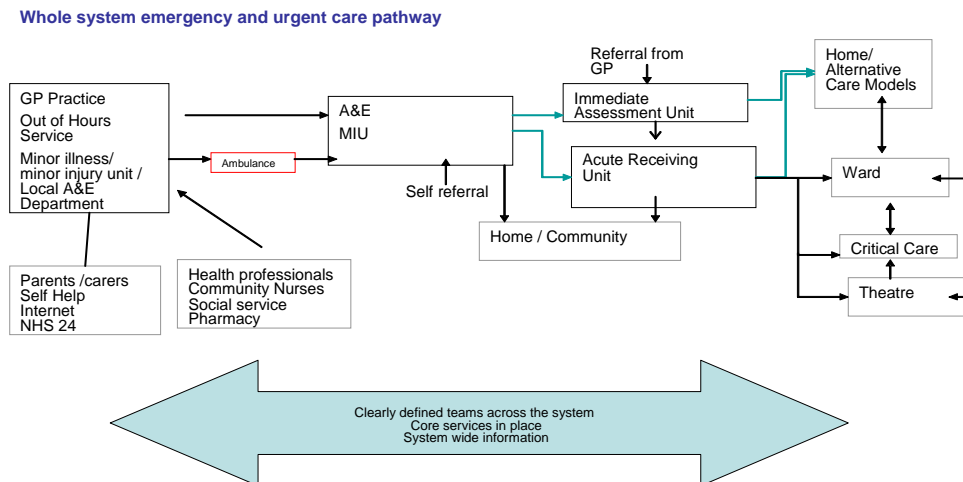 Whole system emergency and urgent care pathway
GP Practice
Out of Hours
Service
Minor illness/
minor injury unit /
Local A&E
Department
Ambulance
A&E
MIU
Self referral
Referral from
GP
Immediate
Assessment Unit
Acute Receiving
Unit
Home/
Alternative
Care Models
Ward
Critical Care
Theatre
Home / Community
Parents /carers
Self Help
Internet
NHS 24
Health professionals
Community Nurses
Social service
Pharmacy
Clearly defined teams across the system
Core services in place
System wide information